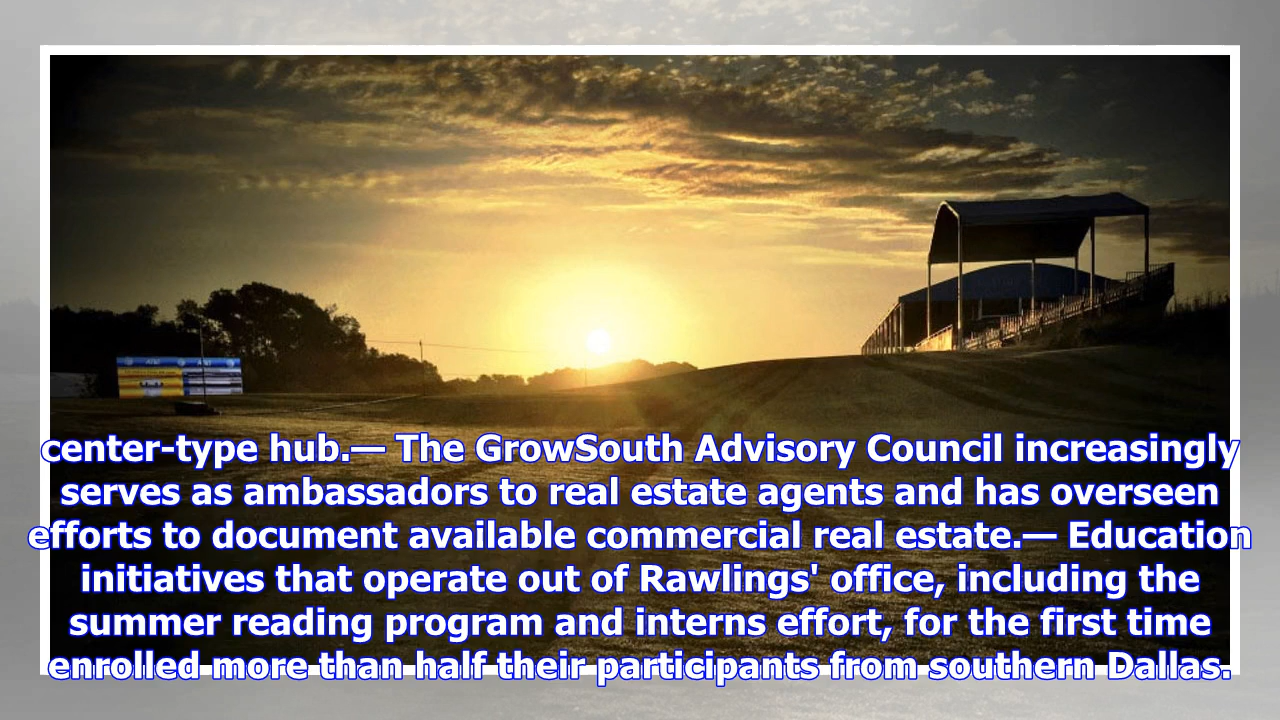 AT&T AT&T
center-type hub.— The GrowSouth Advisory Council increasingly
serves as ambassadors to real estate agents and has overseen
efforts to document available commercial real estate.— Education
initiatives that operate out of Rawlings' office, including the
summer reading program and interns effort, for the first time
enrolled more than half their participants from southern Dallas.